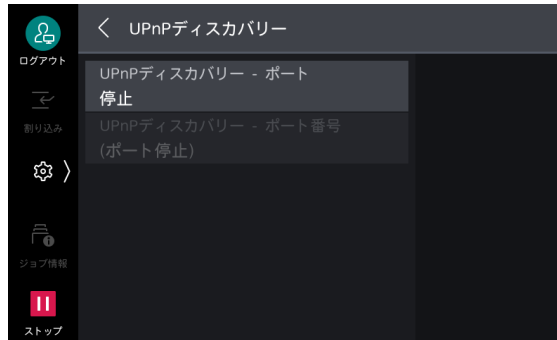 UPnPディスカバリー
ログアウト
UPnPディスカバリー - ポート
停止
割り込み
UPnPディスカバリー - ポート番号
(ポート停止)
ジョブ情報
ストップ